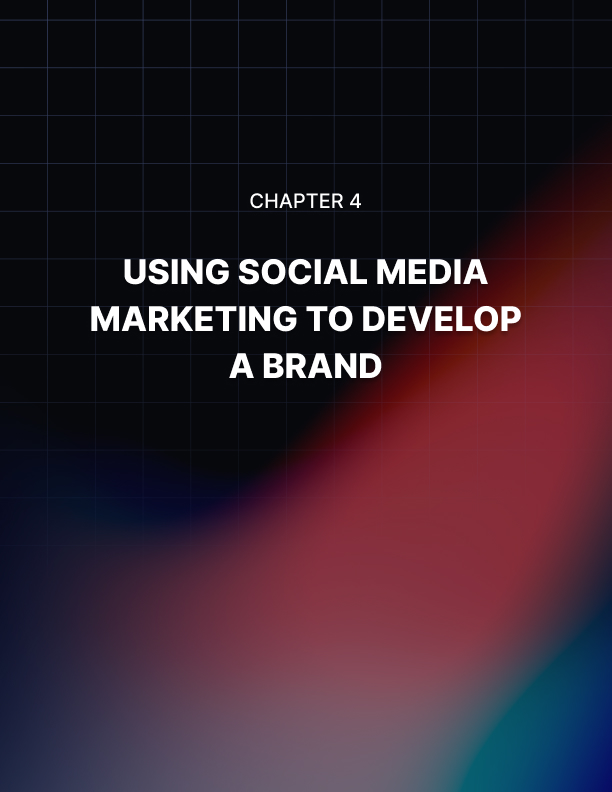 CHAPTER 4
USING SOCIAL MEDIA
MARKETING TO DEVELOP
A BRAND